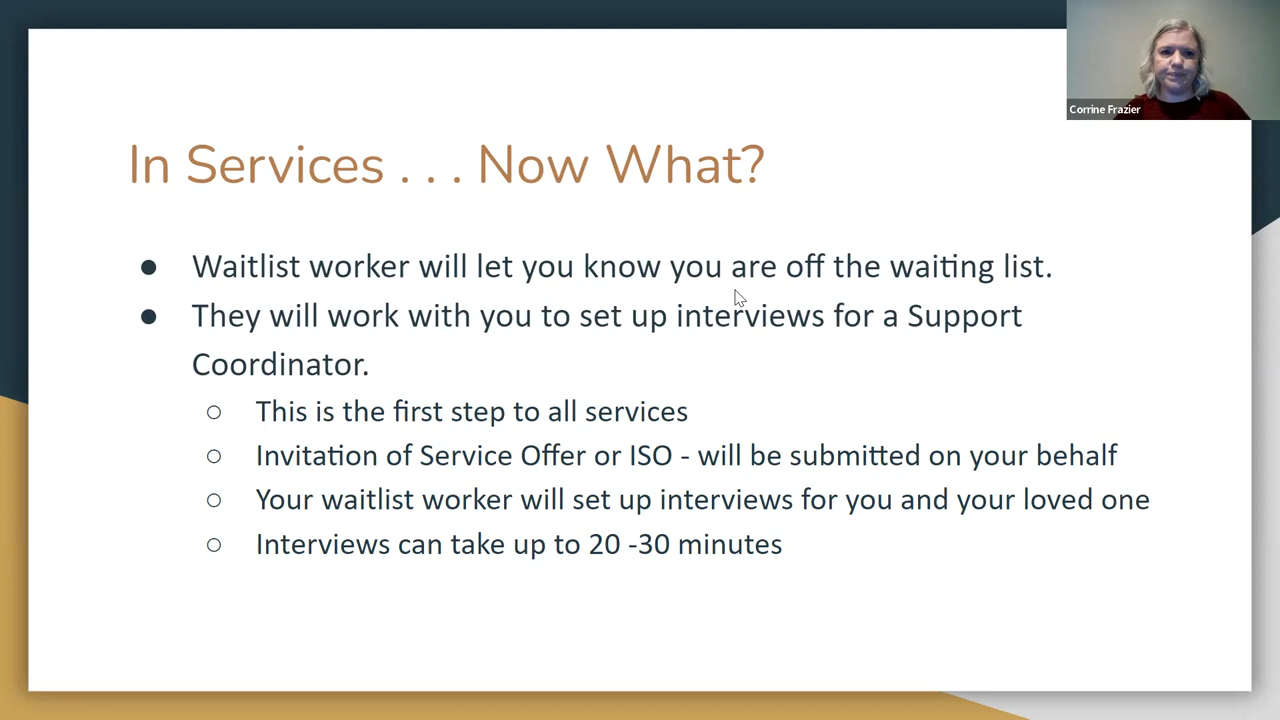 Corrine Frazier
In Services . . . Now What?
● Waitlist worker will let you know you are off the waiting list.
● They will work with you to set up interviews for a Support
Coordinator.
○ This is the first step to all services
○ Invitation of Service Offer or ISO - will be submitted on your behalf
○ Your waitlist worker will set up interviews for you and your loved one
○ Interviews can take up to 20 -30 minutes